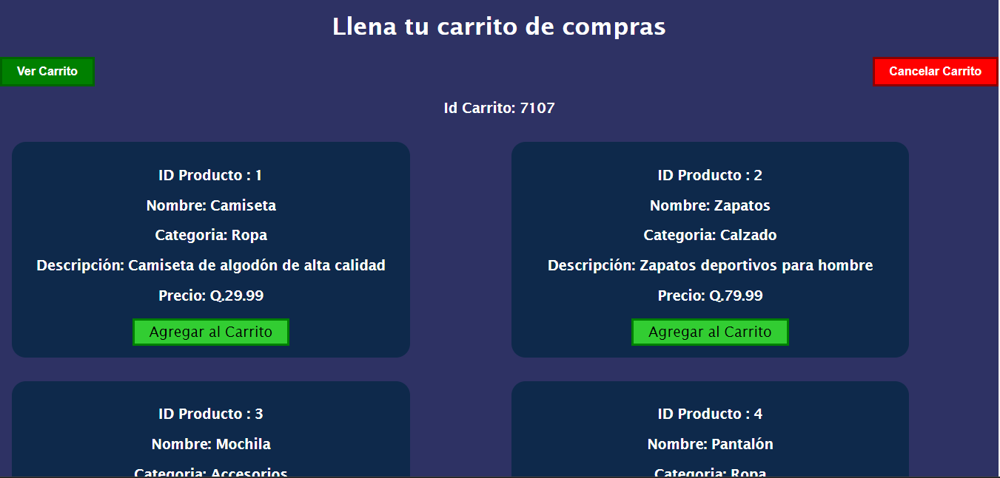 Llena tu carrito de compras
Ver Carrito
Cancelar Carrito
Id Carrito: 7107
ID Producto : 1
Nombre: Camiseta
Categoria: Ropa
Descripción: Camiseta de algodón de alta calidad
Precio: Q.29.99
Agregar al Carrito
ID Producto : 2
Nombre: Zapatos
Categoria: Calzado
Descripción: Zapatos deportivos para hombre
Precio: Q.79.99
Agregar al Carrito
ID Producto : 3
Nombre: Mochila
Categoria: Accesorios
ID Producto : 4
Nombre: Pantalón
Categoria: Ropa